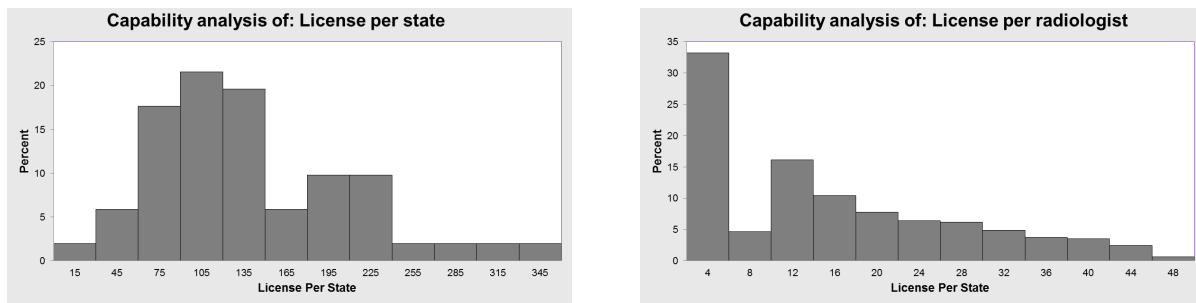 Capability analysis of: License per state
25
20
15
10
5
0
Percent
15 45 75 105 135 165 195 225 255 285 315 345
License Per State
Capability analysis of: License per radiologist
35
30
25
20
15
10
5
0
Percent
4 8 12 16 20 24 28 32 36 40 44 48
License Per State